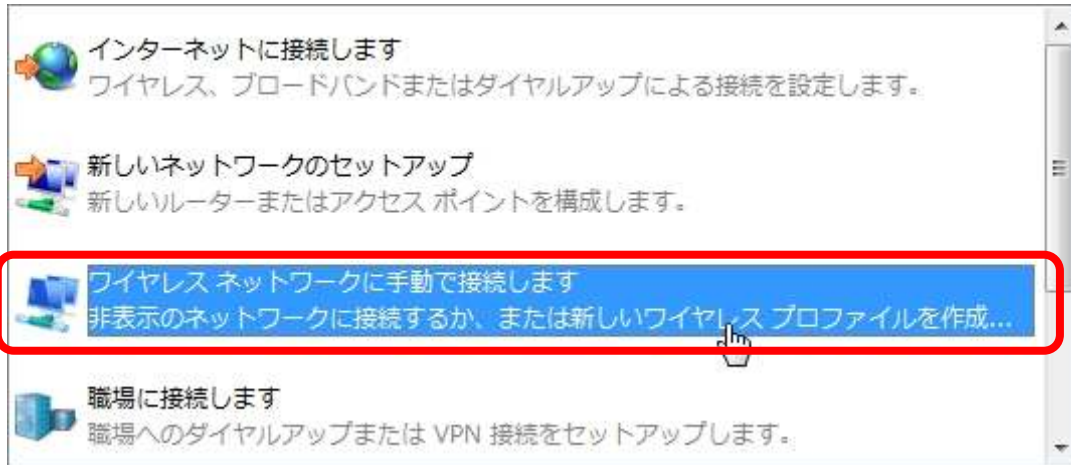 インターネットに接続します
ワイヤレス、ブロードバンドまたはダイヤルアップによる接続を設定します。
新しいネットワークのセットアップ
新しいルーターまたはアクセス ポイントを構成します。
ワイヤレス ネットワークに手動で接続します
非表示のネットワークに接続するか、または新しいワイヤレス プロファイルを作成...
職場に接続します
職場へのダイヤルアップまたは VPN 接続をセットアップします。